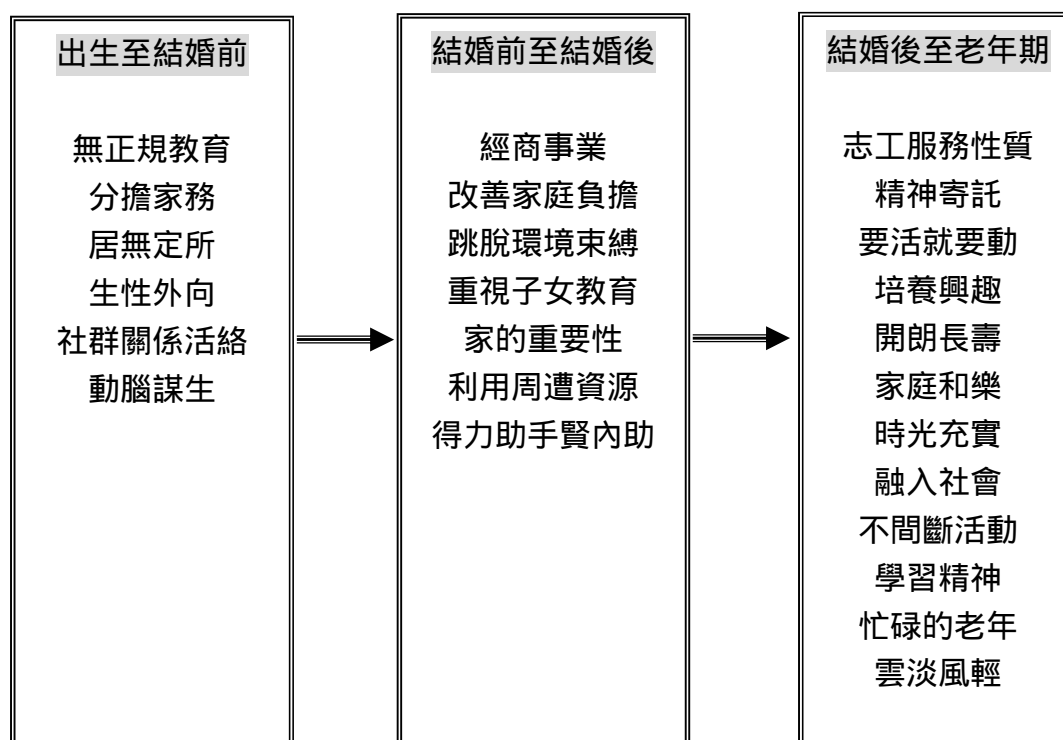 出生至結婚前
無正規教育
分擔家務
居無定所
生性外向
社群關係活絡
動腦謀生
結婚前至結婚後
經商事業
改善家庭負擔
跳脫環境束縛
重視子女教育
家的重要性
利用周遭資源
得力助手賢內助
結婚後至老年期
志工服務性質
精神寄託
要活就要動
培養興趣
開朗長壽
家庭和樂
時光充實
融入社會
不間斷活動
學習精神
忙碌的老年
雲淡風輕